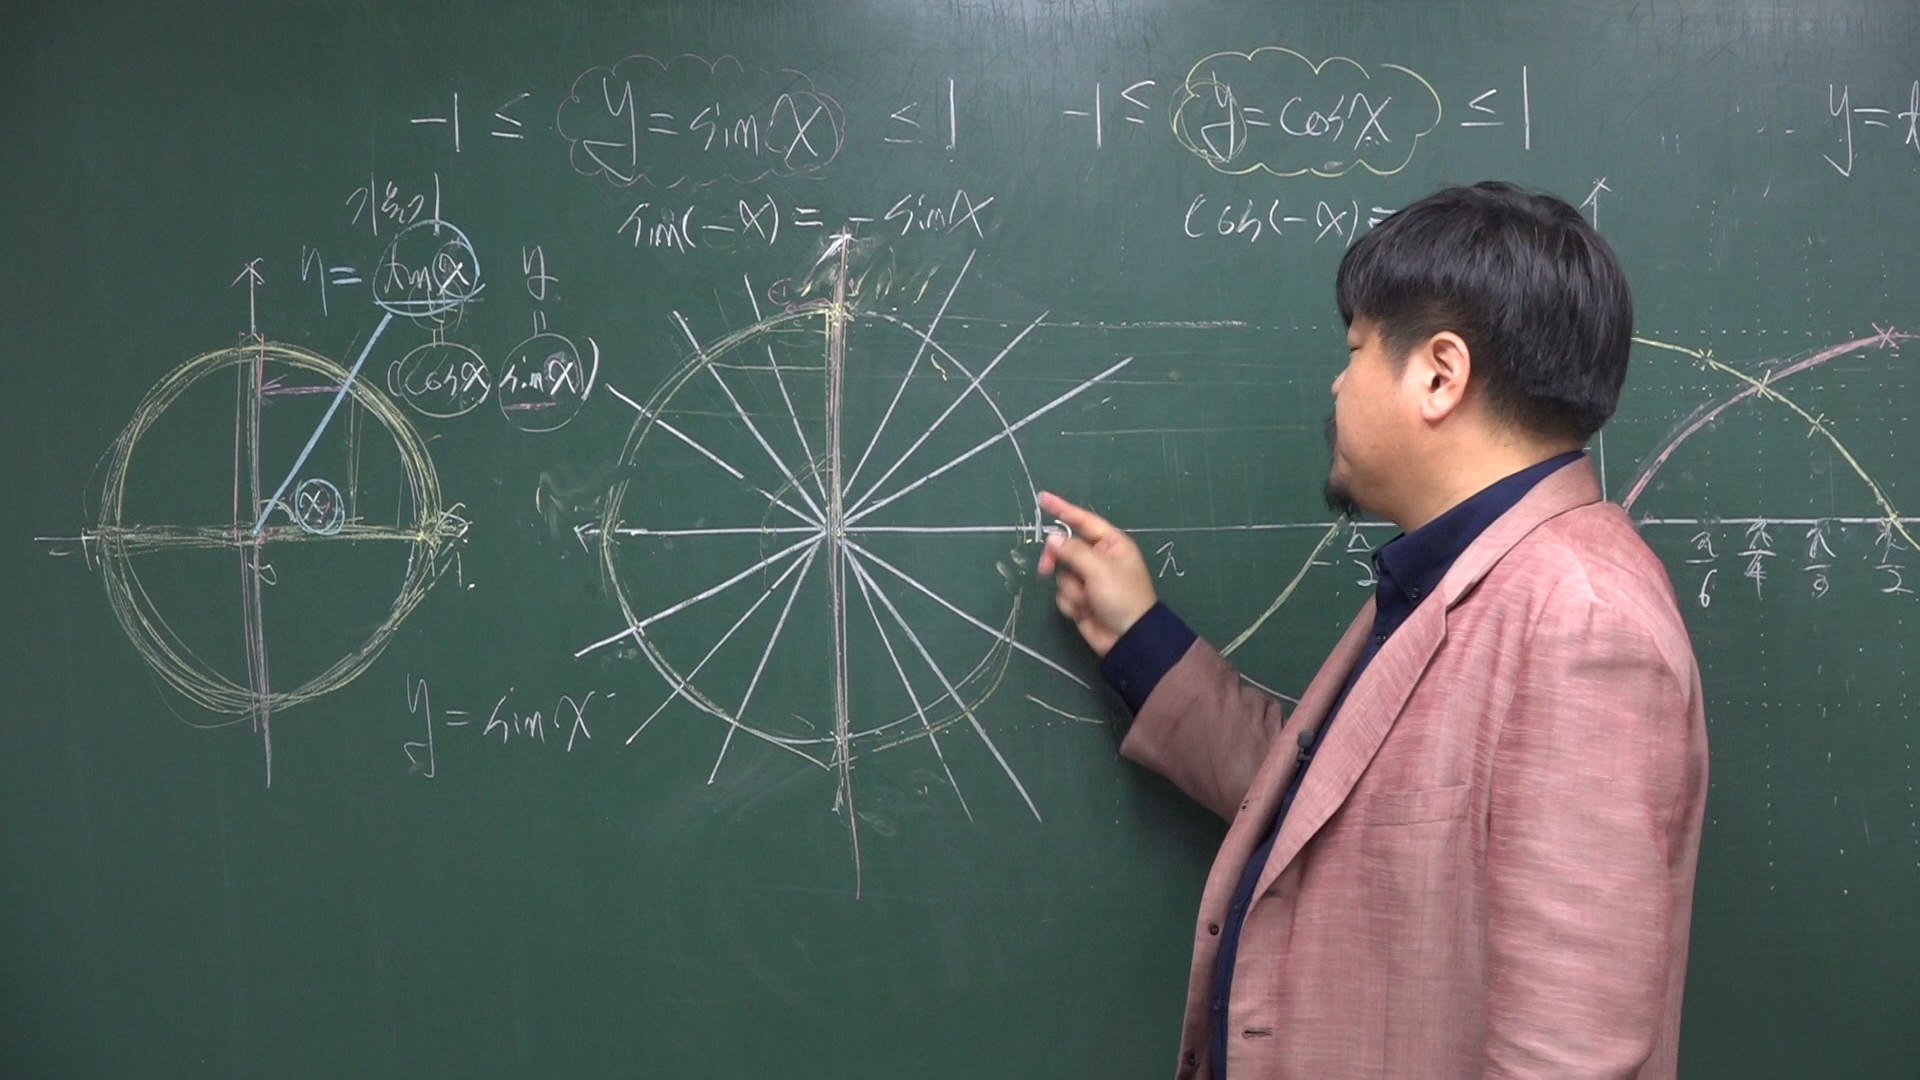 -1 ≤ y = sin x ≤ 1
-1 ≤ y = cos x ≤ 1
y = t
sin(-x) = - sin x
cos(-x) =
기울기
= tan x
y
(cos x, sin x)
x
y = sin x
π
-π/2
π/6 π/4 π/3 π/2